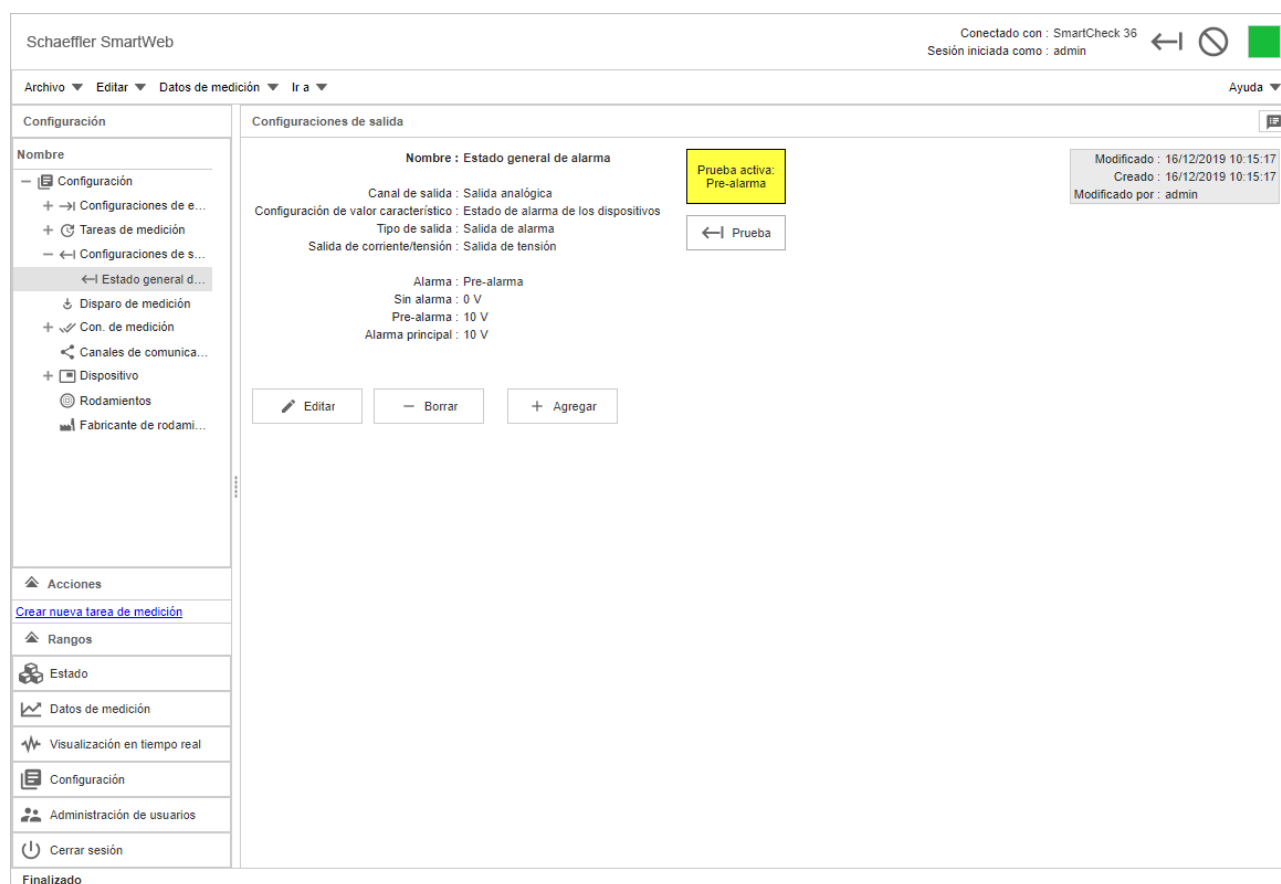 Schaeffler SmartWeb
Conectado con : SmartCheck 36
Sesión iniciada como : admin
Archivo Editar Datos de medición Ir a Ayuda
Configuración
Nombre
Configuración
Configuraciones de e...
Tareas de medición
Configuraciones de s...
Estado general d...
Disparo de medición
Con. de medición
Canales de comunica...
Dispositivo
Rodamientos
Fabricante de rodami...
Acciones
Crear nueva tarea de medición
Rangos
Estado
Datos de medición
Visualización en tiempo real
Configuración
Administración de usuarios
Cerrar sesión
Configuraciones de salida
Nombre : Estado general de alarma
Canal de salida : Salida analógica
Configuración de valor característico : Estado de alarma de los dispositivos
Tipo de salida : Salida de alarma
Salida de corriente/tensión : Salida de tensión
Alarma : Pre-alarma
Sin alarma : 0 V
Pre-alarma : 10 V
Alarma principal : 10 V
Prueba activa:
Pre-alarma
Prueba
Modificado : 16/12/2019 10:15:17
Creado : 16/12/2019 10:15:17
Modificado por : admin
Editar Borrar Agregar
Finalizado